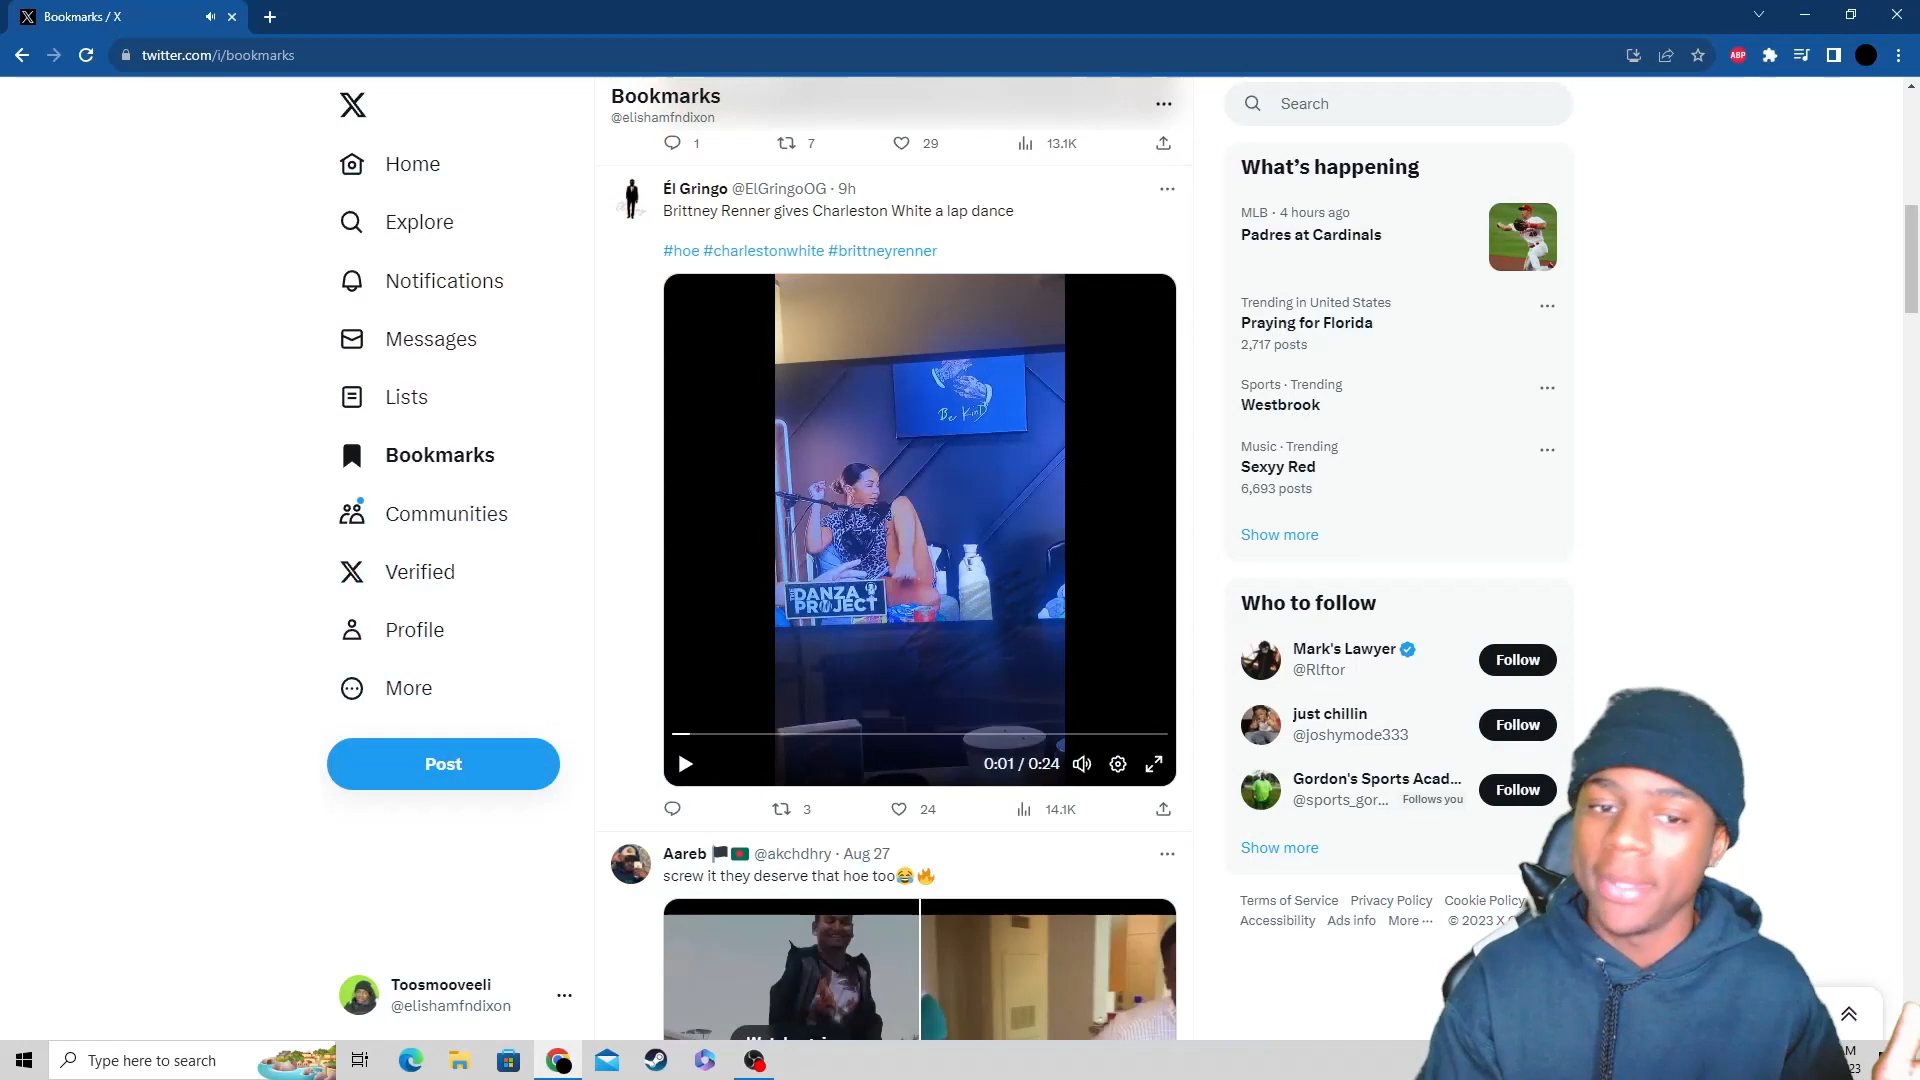 Bookmarks / X
twitter.com/i/bookmarks
ABP
Home
Explore
Notifications
Messages
Lists
Bookmarks
Communities
Verified
Profile
More
Post
Toosmooveeli
@elishamfndixon
Bookmarks
@elishamfndixon
1 7 29 13.1K
Él Gringo @ElGringoOG · 9h
Brittney Renner gives Charleston White a lap dance
#hoe #charlestonwhite #brittneyrenner
Be KinD
THE DANZA PROJECT
0:01 / 0:24
3 24 14.1K
Aareb 🏴🇧🇩 @akchdhry · Aug 27
screw it they deserve that hoe too😂🔥
Search
What's happening
MLB · 4 hours ago
Padres at Cardinals
Trending in United States
Praying for Florida
2,717 posts
Sports · Trending
Westbrook
Music · Trending
Sexyy Red
6,693 posts
Show more
Who to follow
Mark's Lawyer
@Rlftor
Follow
just chillin
@joshymode333
Follow
Gordon's Sports Acad...
@sports_gor... Follows you
Follow
Show more
Terms of Service Privacy Policy Cookie Policy
Accessibility Ads info More ··· © 2023 X
Type here to search